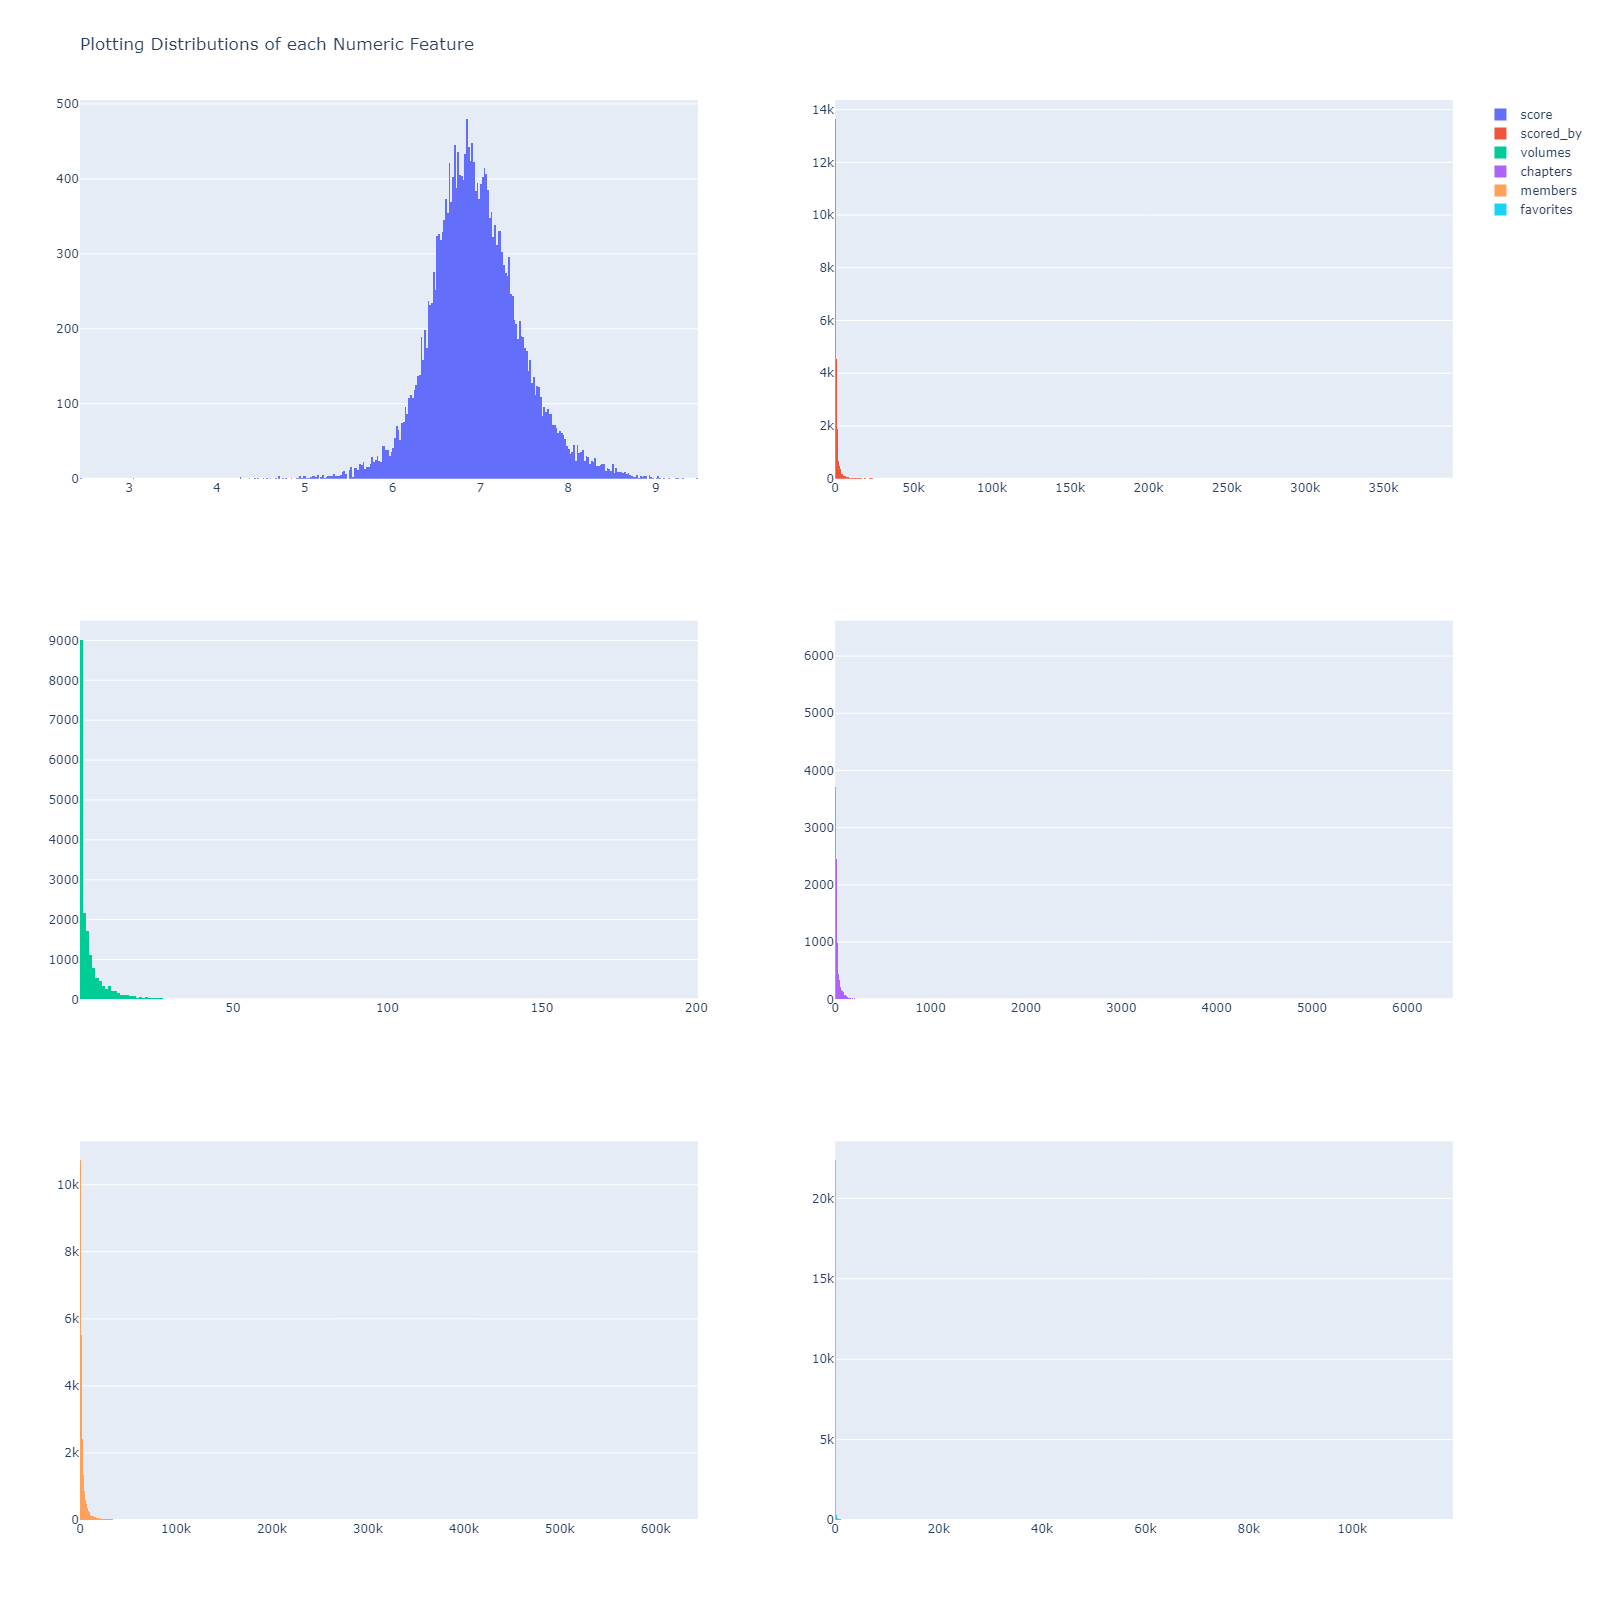 Plotting Distributions of each Numeric Feature
500
400
300
200
100
0
3 4 5 6 7 8 9
14k
12k
10k
8k
6k
4k
2k
0
0 50k 100k 150k 200k 250k 300k 350k
score
scored_by
volumes
chapters
members
favorites
9000
8000
7000
6000
5000
4000
3000
2000
1000
0
50 100 150 200
6000
5000
4000
3000
2000
1000
0
0 1000 2000 3000 4000 5000 6000
10k
8k
6k
4k
2k
0
0 100k 200k 300k 400k 500k 600k
20k
15k
10k
5k
0
0 20k 40k 60k 80k 100k